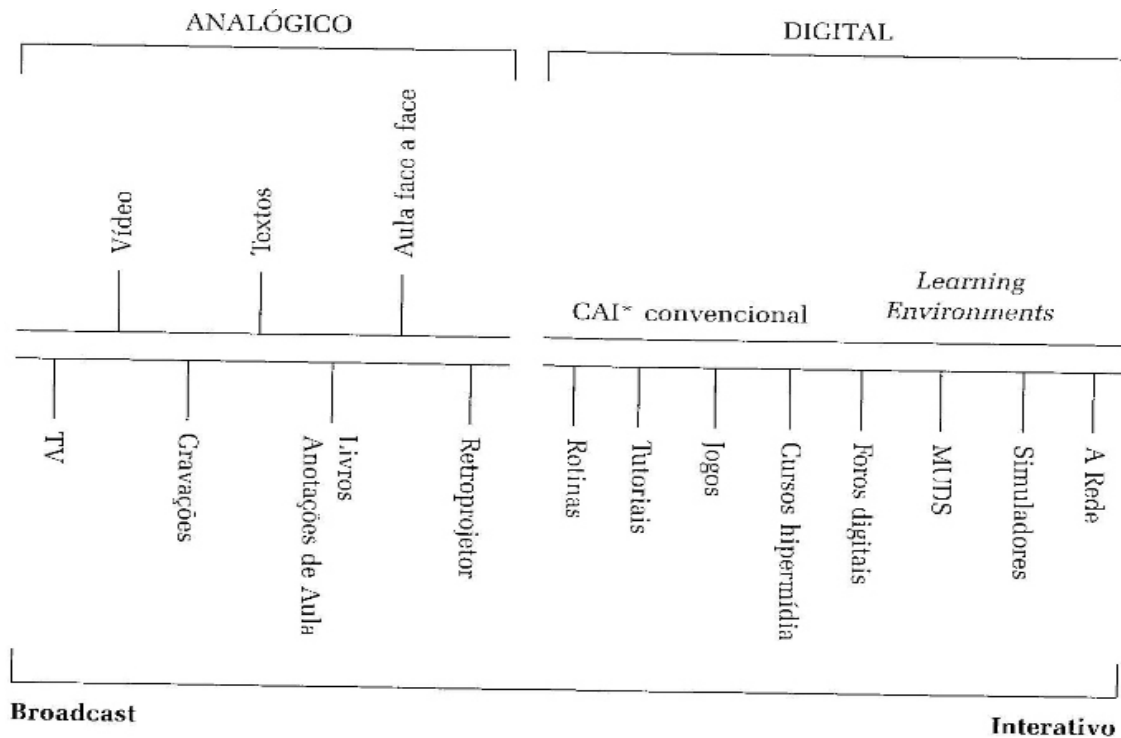 ANALÓGICO
DIGITAL
Vídeo
Textos
Aula face a face
CAI* convencional
Learning
Environments
TV
Gravações
Livros
Anotações de Aula
Retroprojetor
Rotinas
Tutoriais
Jogos
Cursos hipermídia
Foros digitais
MUDS
Simuladores
A Rede
Broadcast
Interativo